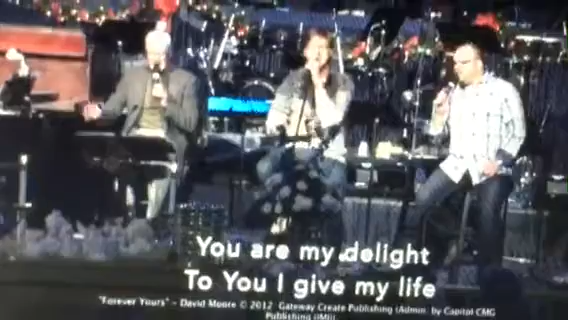 You are my delight
To You I give my life
"Forever Yours" - David Moore © 2012 Gateway Create Publishing (Admin. by Capitol CMG
Publishing